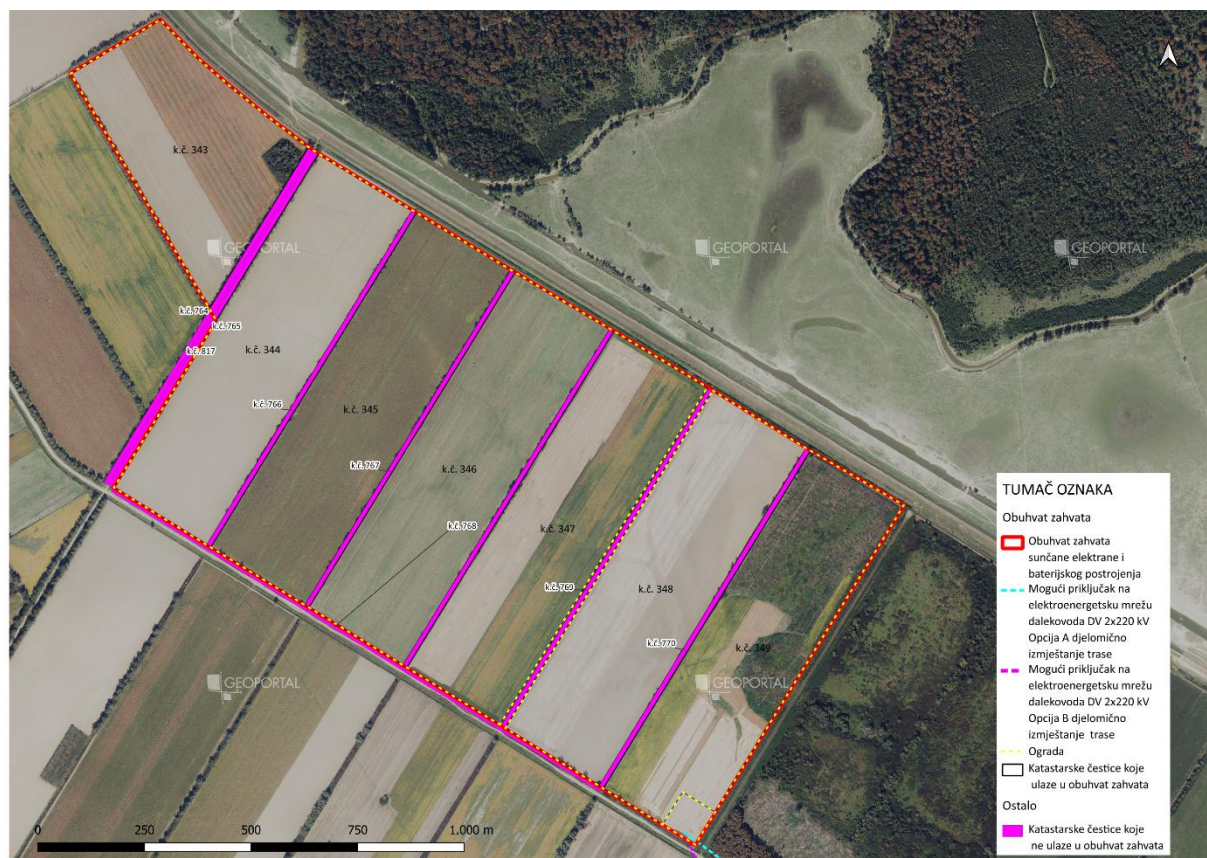 k.č. 343
GEOPORTAL
GEOPORTAL
GEOPORTAL
k.č. 764
k.č. 765
k.č. 817
k.č. 344
k.č. 766
k.č. 345
k.č. 767
k.č. 346
k.č. 768
k.č. 347
k.č. 769
k.č. 348
k.č. 770
k.č. 349
GEOPORTAL
GEOPORTAL
TUMAČ OZNAKA
Obuhvat zahvata
Obuhvat zahvata
sunčane elektrane i
baterijskog postrojenja
Mogući priključak na
elektroenergetsku mrežu
dalekovoda DV 2x220 kV
Opcija A djelomično
izmještanje trase
Mogući priključak na
elektroenergetsku mrežu
dalekovoda DV 2x220 kV
Opcija B djelomično
izmještanje trase
Ograda
Katastarske čestice koje
ulaze u obuhvat zahvata
Ostalo
Katastarske čestice koje
ne ulaze u obuhvat zahvata
0 250 500 750 1.000 m